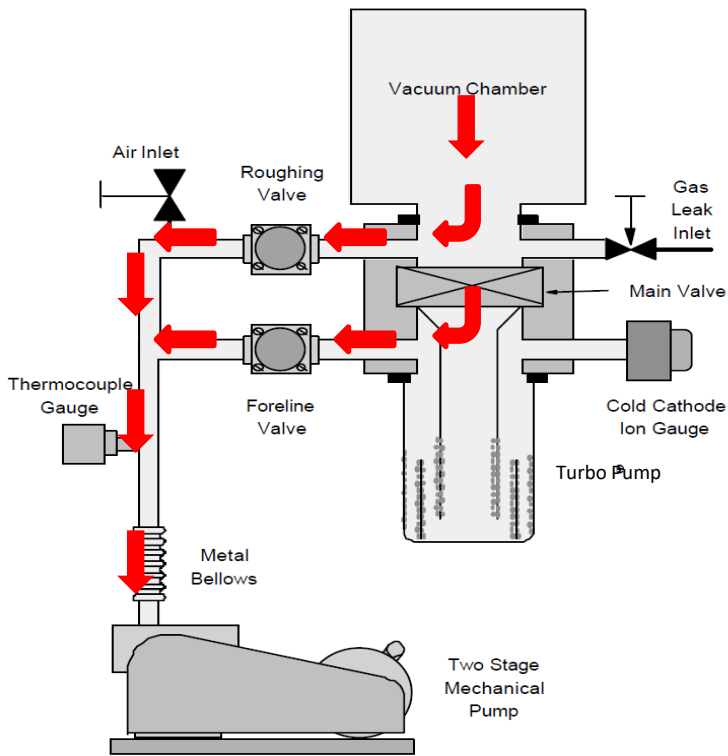 Vacuum Chamber
Air Inlet
Roughing
Valve
Gas
Leak
Inlet
Main Valve
Thermocouple
Gauge
Foreline
Valve
Cold Cathode
Ion Gauge
Turbo Pump
Metal
Bellows
Two Stage
Mechanical
Pump